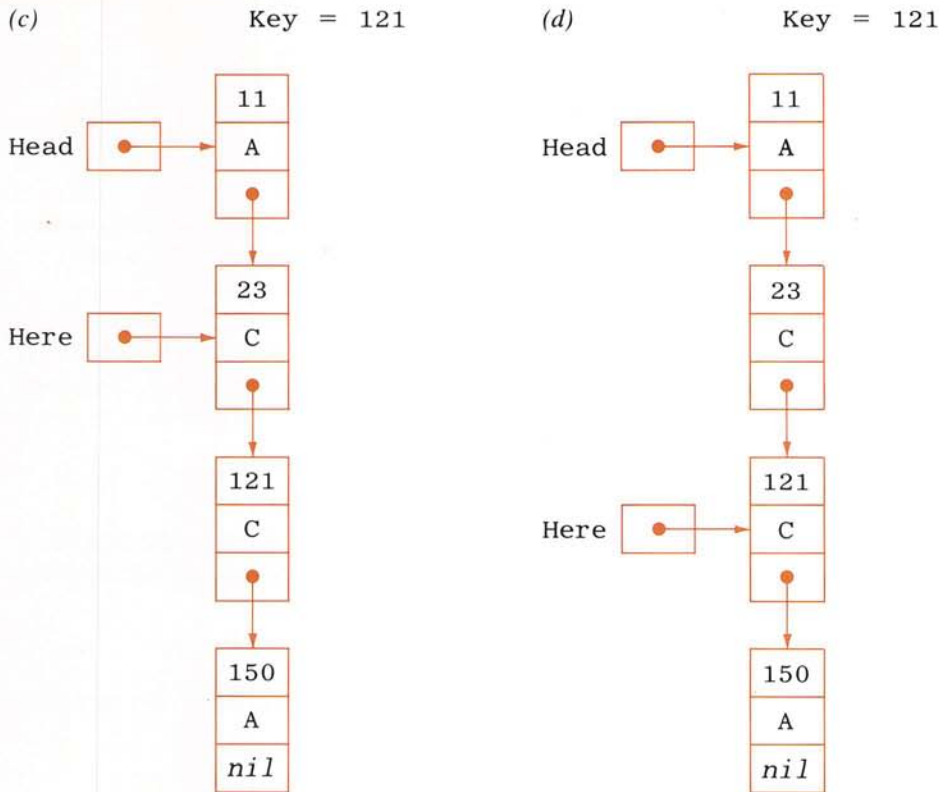 (c) Key = 121
11
Head
A
23
Here
C
121
C
150
A
nil
(d) Key = 121
11
Head
A
23
C
121
Here
C
150
A
nil